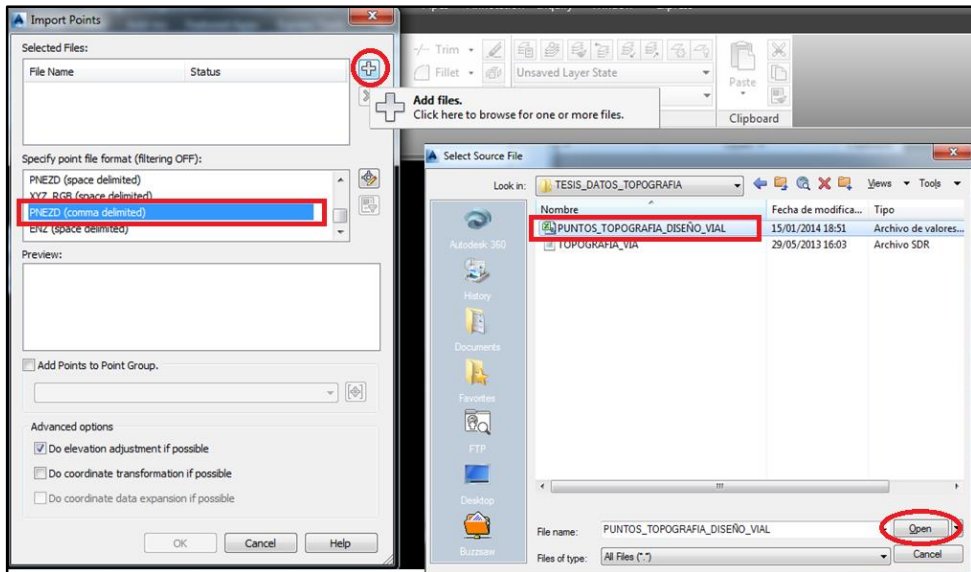 Import Points
Selected Files:
File Name Status
Add files.
Click here to browse for one or more files.
Specify point file format (filtering OFF):
PNEZD (space delimited)
XYZ_RGB (space delimited)
PNEZD (comma delimited)
ENZ (space delimited)
Preview:
Add Points to Point Group.
Advanced options
Do elevation adjustment if possible
Do coordinate transformation if possible
Do coordinate data expansion if possible
OK Cancel Help
Trim
Fillet
Unsaved Layer State
Paste
Clipboard
Select Source File
Look in: TESIS_DATOS_TOPOGRAFIA Views Tools
Nombre Fecha de modifica... Tipo
PUNTOS_TOPOGRAFIA_DISEÑO_VIAL 15/01/2014 18:51 Archivo de valores...
TOPOGRAFIA_VIA 29/05/2013 16:03 Archivo SDR
Autodesk 360
History
Documents
Favorites
FTP
Desktop
Buzzsaw
File name: PUNTOS_TOPOGRAFIA_DISEÑO_VIAL Open
Files of type: All Files (*.*) Cancel